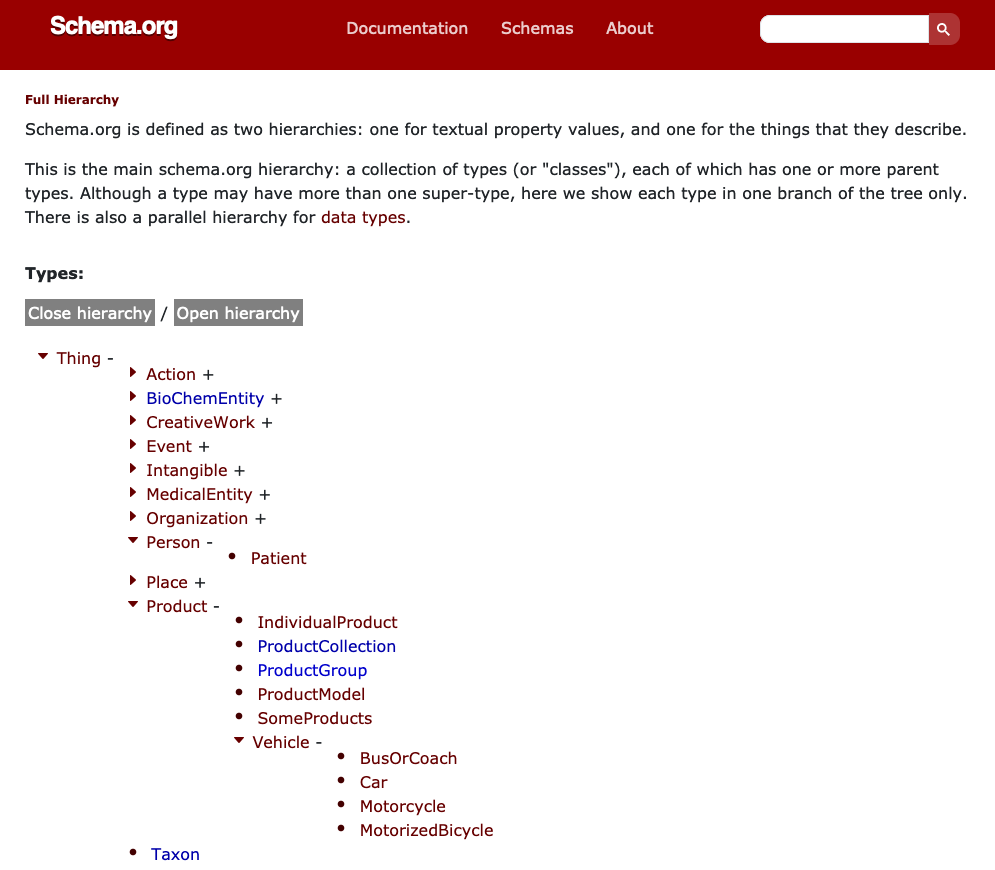 Schema.org
Documentation Schemas About
Full Hierarchy
Schema.org is defined as two hierarchies: one for textual property values, and one for the things that they describe.
This is the main schema.org hierarchy: a collection of types (or "classes"), each of which has one or more parent
types. Although a type may have more than one super-type, here we show each type in one branch of the tree only.
There is also a parallel hierarchy for data types.
Types:
Close hierarchy / Open hierarchy
Thing -
Action +
BioChemEntity +
CreativeWork +
Event +
Intangible +
MedicalEntity +
Organization +
Person -
Patient
Place +
Product -
IndividualProduct
ProductCollection
ProductGroup
ProductModel
SomeProducts
Vehicle -
BusOrCoach
Car
Motorcycle
MotorizedBicycle
Taxon